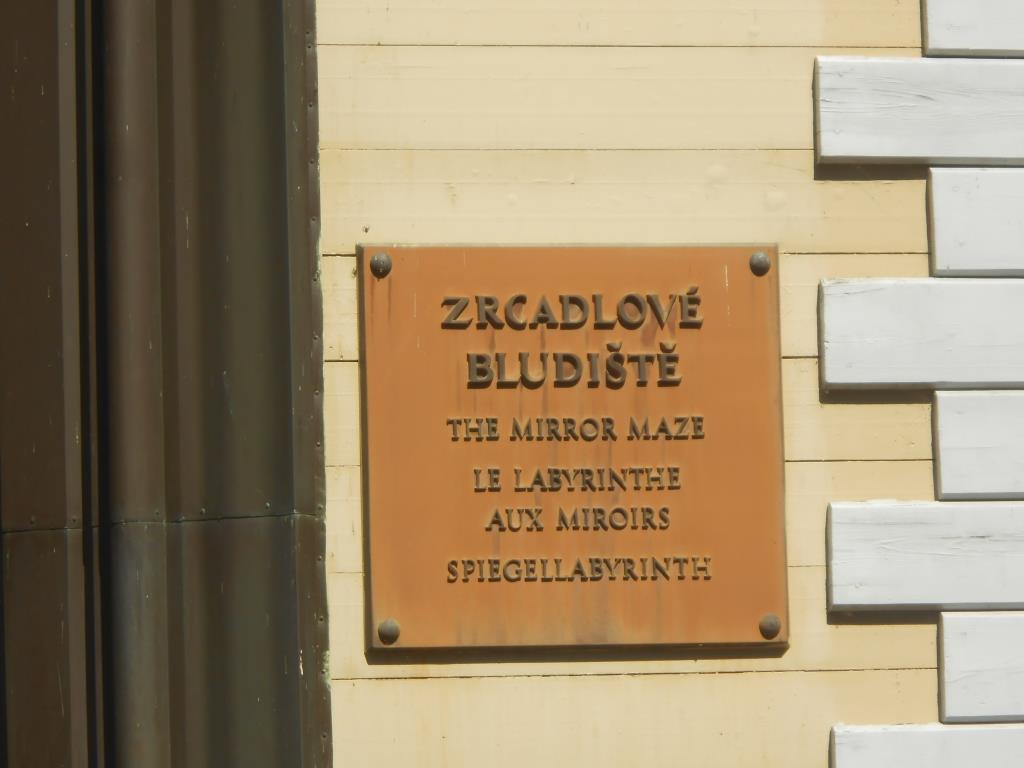 ZRCADLOVÉ
BLUDIŠTĚ
THE MIRROR MAZE
LE LABYRINTHE
AUX MIROIRS
SPIEGELLABYRINTH